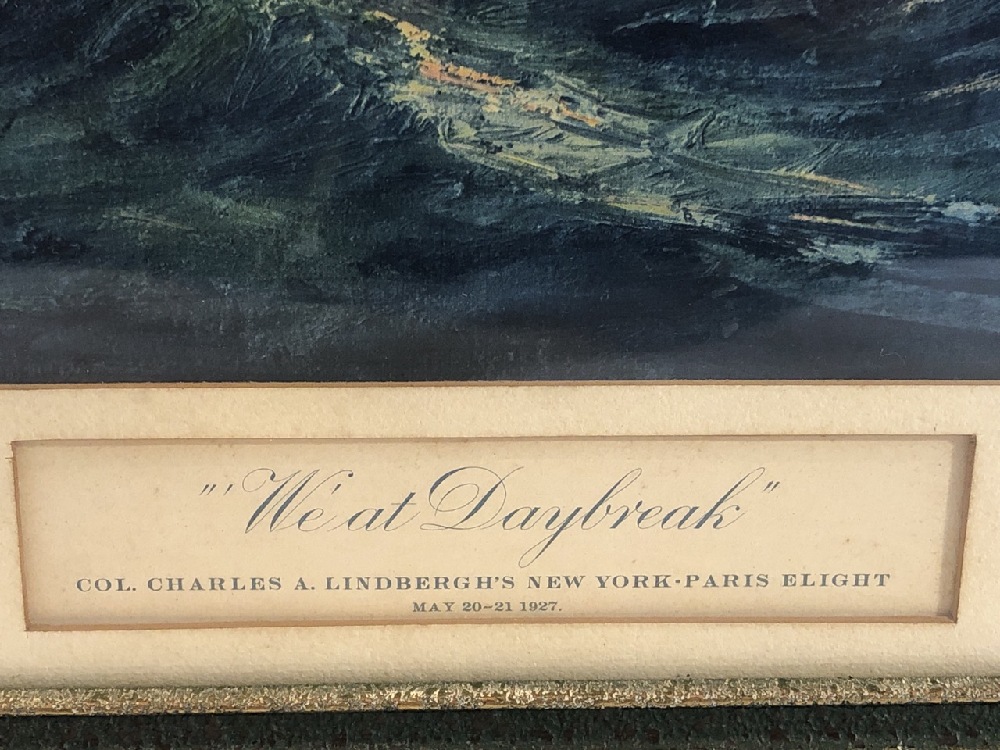 "'We' at Daybreak"
COL. CHARLES A. LINDBERGH'S NEW YORK-PARIS ELIGHT
MAY 20-21 1927.